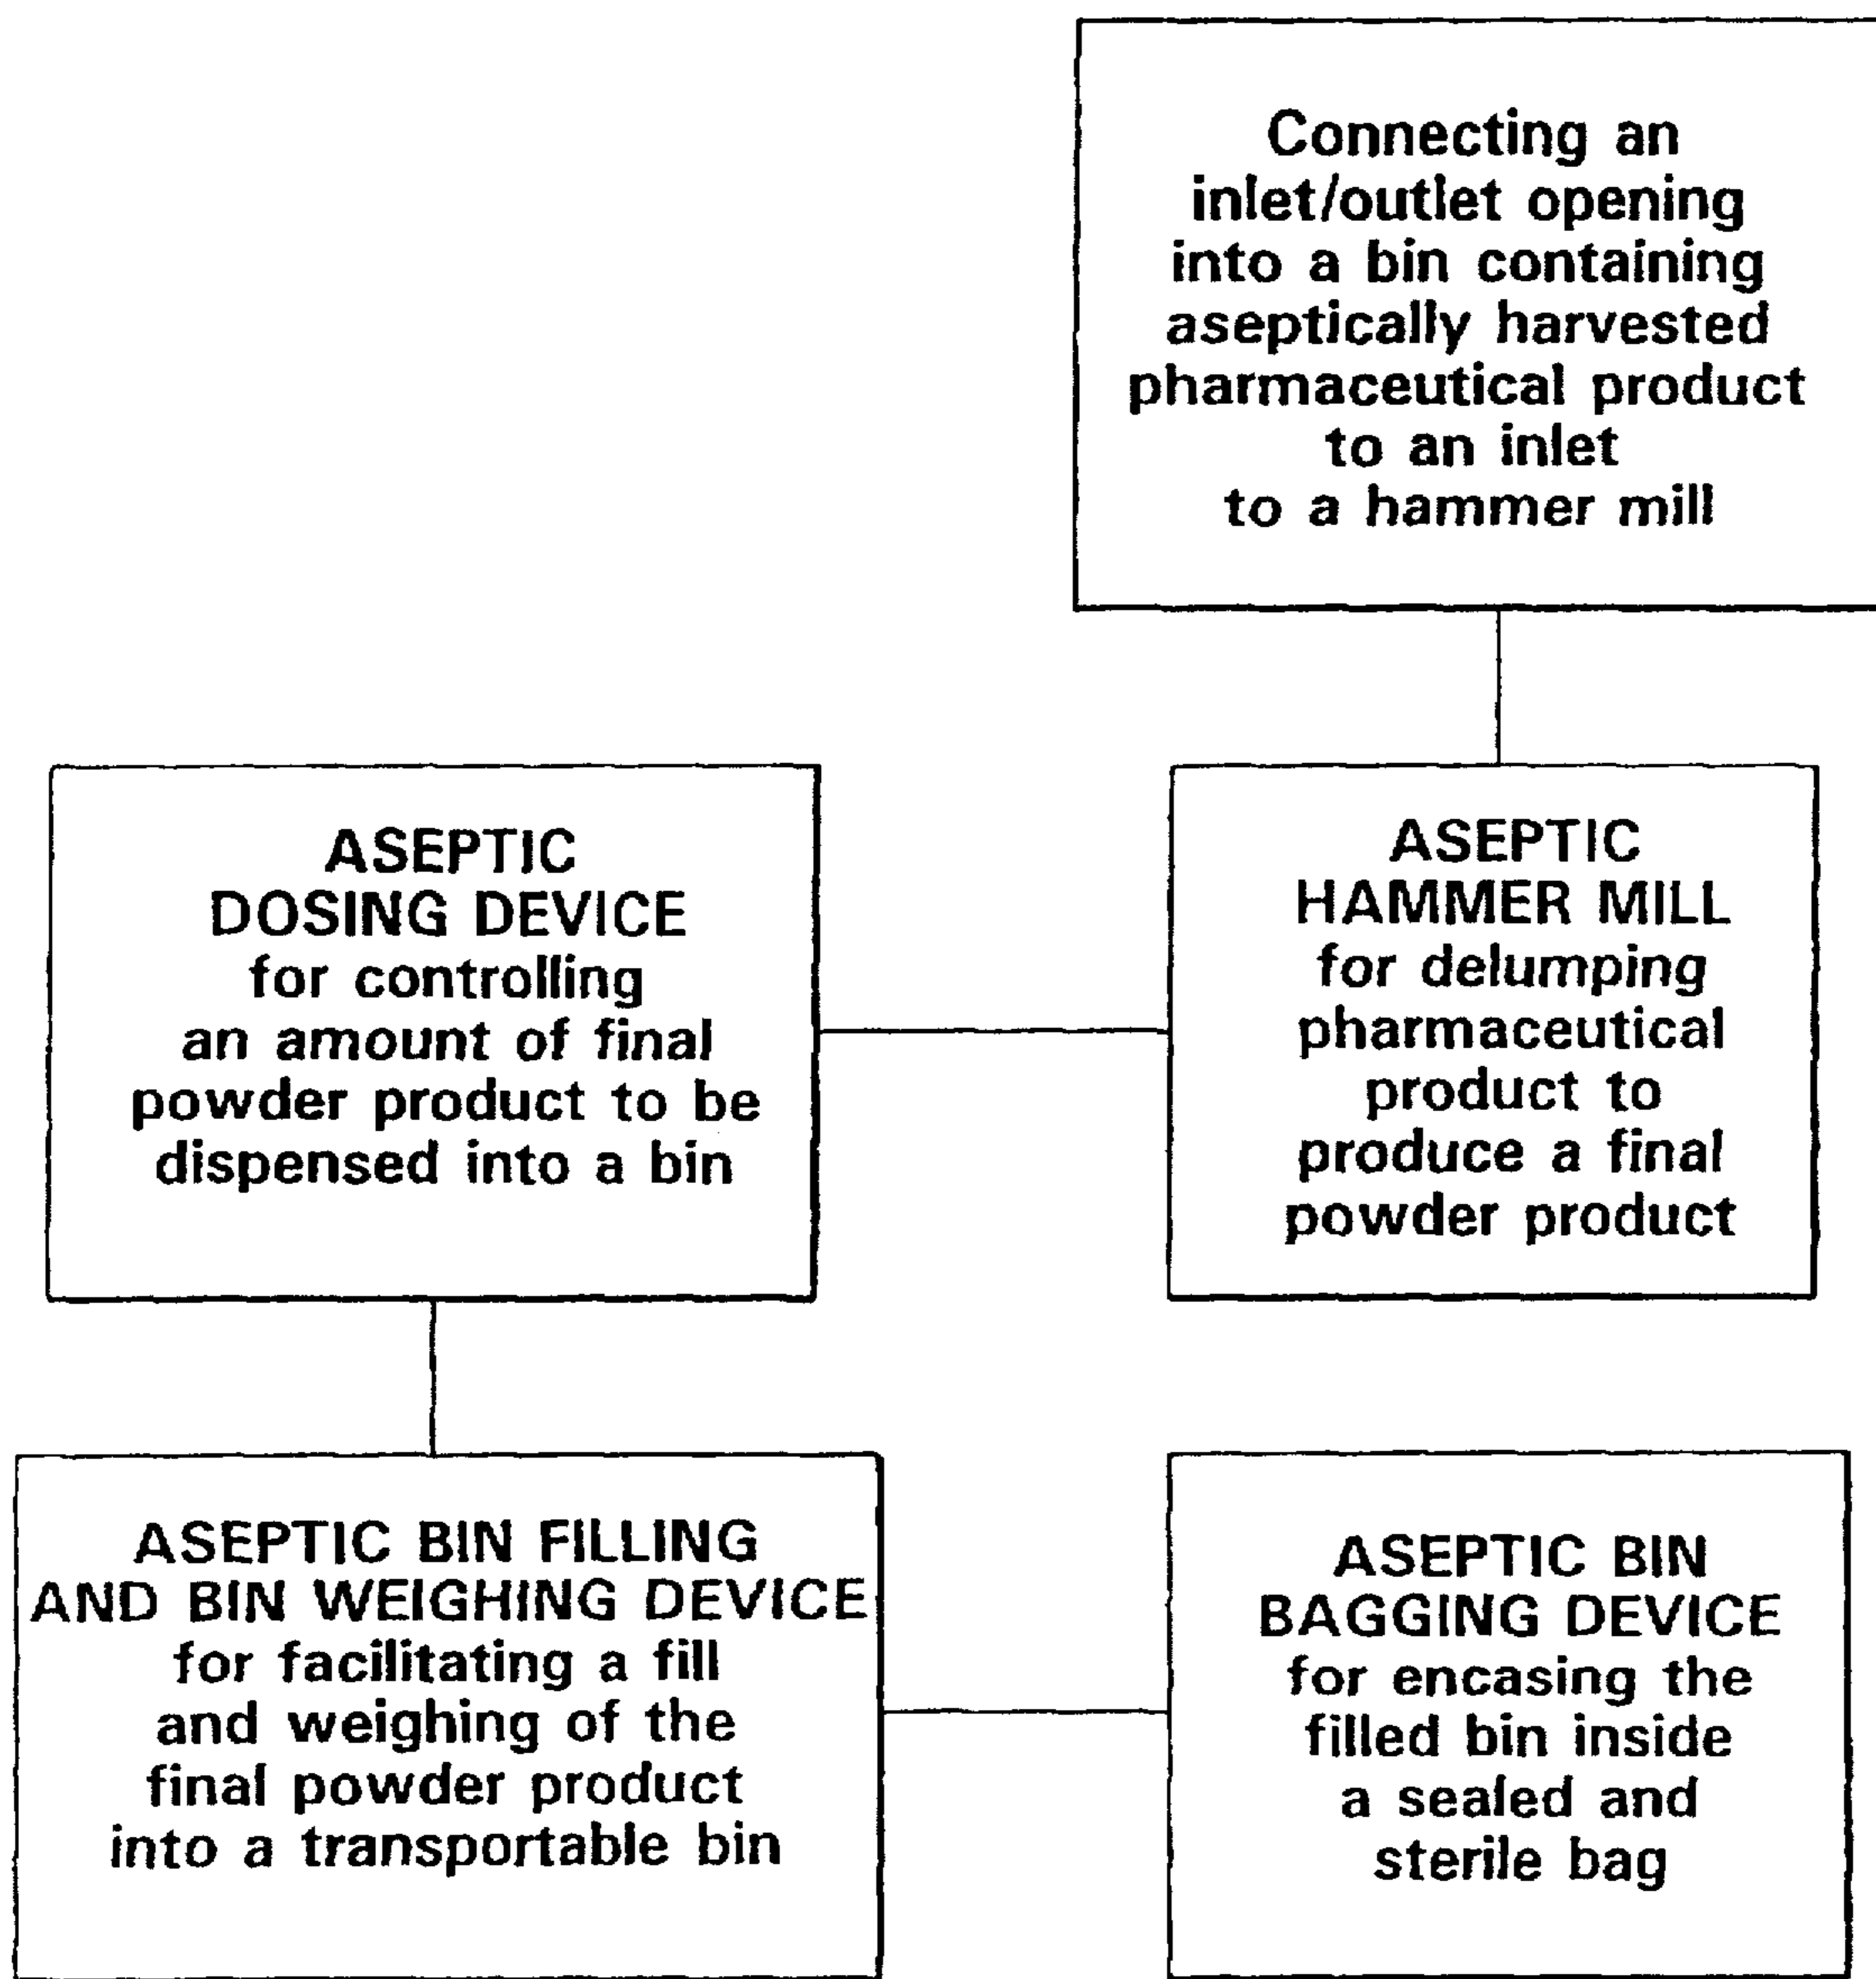 Connecting an
inlet/outlet opening
into a bin containing
aseptically harvested
pharmaceutical product
to an inlet
to a hammer mill
ASEPTIC
HAMMER MILL
for delumping
pharmaceutical
product to
produce a final
powder product
ASEPTIC
DOSING DEVICE
for controlling
an amount of final
powder product to be
dispensed into a bin
ASEPTIC BIN FILLING
AND BIN WEIGHING DEVICE
for facilitating a fill
and weighing of the
final powder product
into a transportable bin
ASEPTIC BIN
BAGGING DEVICE
for encasing the
filled bin inside
a sealed and
sterile bag